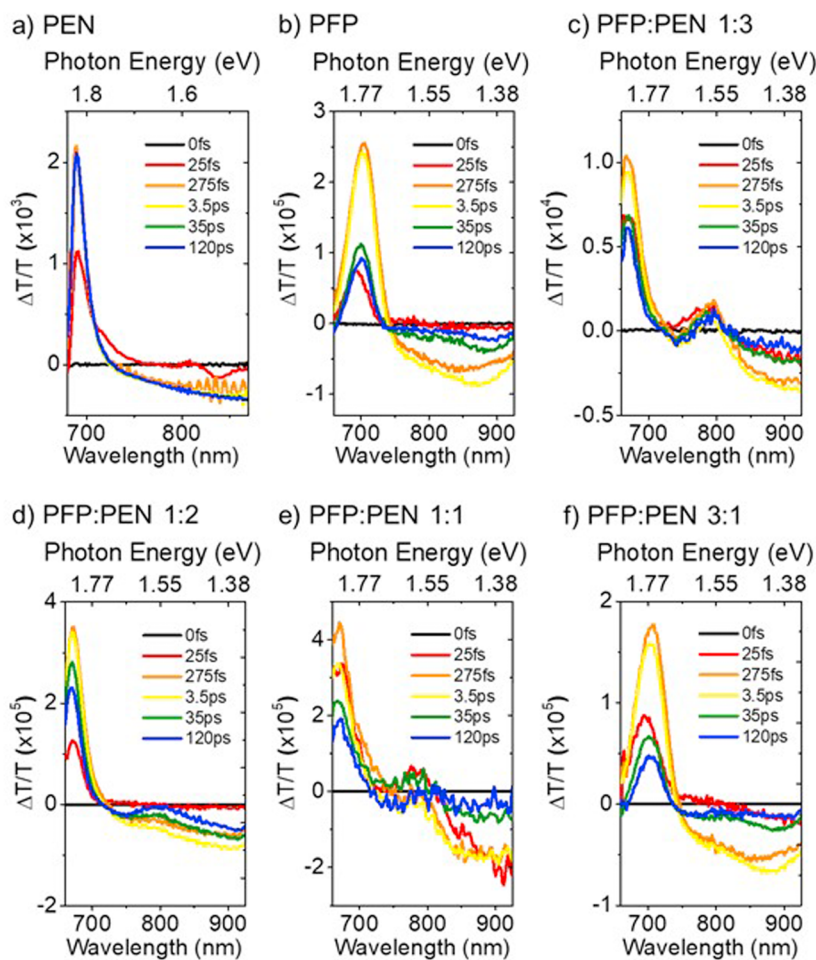 a) PEN
Photon Energy (eV)
1.8 1.6
0fs
25fs
275fs
3.5ps
35ps
120ps
ΔT/T (x10³)
2
1
0
700 800
Wavelength (nm)
b) PFP
Photon Energy (eV)
1.77 1.55 1.38
0fs
25fs
275fs
3.5ps
35ps
120ps
ΔT/T (x10⁵)
3
2
1
0
-1
700 800 900
Wavelength (nm)
c) PFP:PEN 1:3
Photon Energy (eV)
1.77 1.55 1.38
0fs
25fs
275fs
3.5ps
35ps
120ps
ΔT/T (x10⁴)
1.0
0.5
0.0
-0.5
700 800 900
Wavelength (nm)
d) PFP:PEN 1:2
Photon Energy (eV)
1.77 1.55 1.38
0fs
25fs
275fs
3.5ps
35ps
120ps
ΔT/T (x10⁵)
4
2
0
-2
700 800 900
Wavelength (nm)
e) PFP:PEN 1:1
Photon Energy (eV)
1.77 1.55 1.38
0fs
25fs
275fs
3.5ps
35ps
120ps
ΔT/T (x10⁵)
4
2
0
-2
700 800 900
Wavelength (nm)
f) PFP:PEN 3:1
Photon Energy (eV)
1.77 1.55 1.38
0fs
25fs
275fs
3.5ps
35ps
120ps
ΔT/T (x10⁵)
2
1
0
-1
700 800 900
Wavelength (nm)